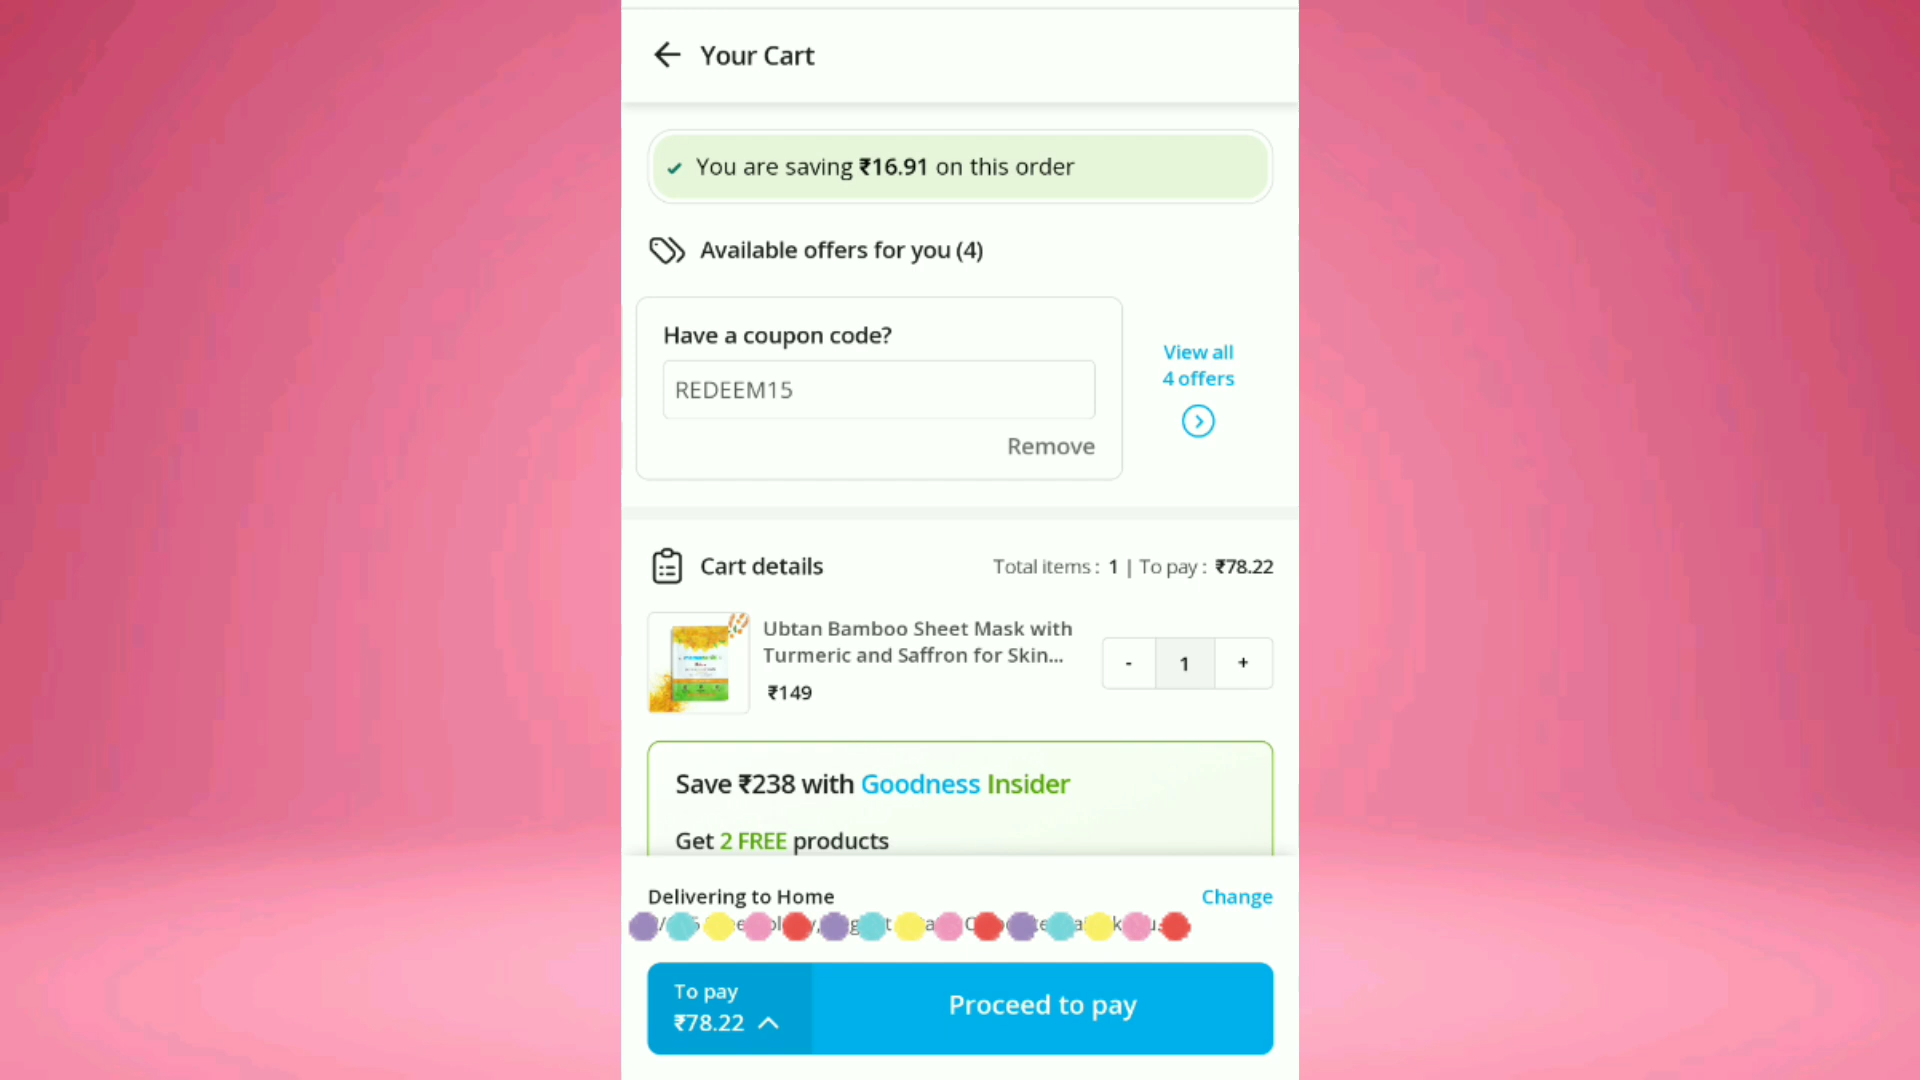 Your Cart
You are saving ₹16.91 on this order
Available offers for you (4)
Have a coupon code?
REDEEM15
Remove
View all
4 offers
Cart details
Total items : 1 | To pay : ₹78.22
Ubtan Bamboo Sheet Mask with
Turmeric and Saffron for Skin...
₹149
- 1 +
Save ₹238 with Goodness Insider
Get 2 FREE products
Delivering to Home
Change
To pay
₹78.22
Proceed to pay